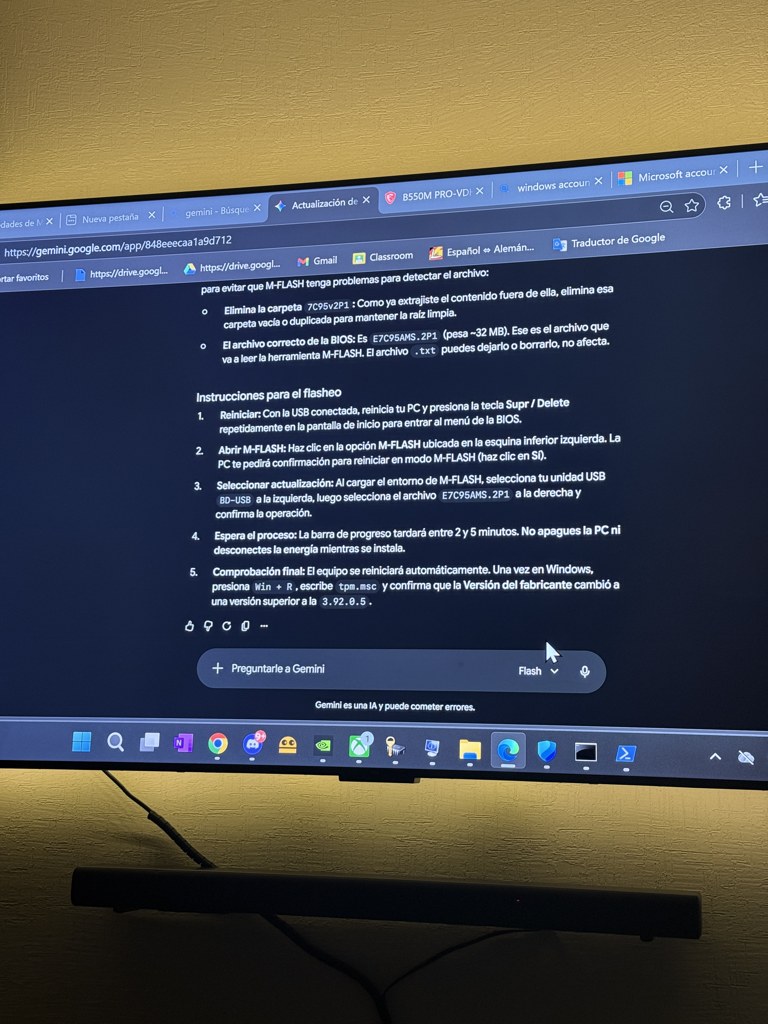 dades de M
Nueva pestaña
gemini - Búsque
Actualización de
B550M PRO-VD
windows accoun
Microsoft accou
https://gemini.google.com/app/848eeecaa1a9d712
rtar favoritos
https://drive.googl...
https://drive.googl...
Gmail
Classroom
Español ⇔ Alemán...
Traductor de Google
para evitar que M-FLASH tenga problemas para detectar el archivo:
Elimina la carpeta 7C95v2P1 : Como ya extrajiste el contenido fuera de ella, elimina esa
carpeta vacía o duplicada para mantener la raíz limpia.
El archivo correcto de la BIOS: Es E7C95AMS.2P1 (pesa ~32 MB). Ese es el archivo que
va a leer la herramienta M-FLASH. El archivo .txt puedes dejarlo o borrarlo, no afecta.
Instrucciones para el flasheo
1. Reiniciar: Con la USB conectada, reinicia tu PC y presiona la tecla Supr / Delete
repetidamente en la pantalla de inicio para entrar al menú de la BIOS.
2. Abrir M-FLASH: Haz clic en la opción M-FLASH ubicada en la esquina inferior izquierda. La
PC te pedirá confirmación para reiniciar en modo M-FLASH (haz clic en Sí).
3. Seleccionar actualización: Al cargar el entorno de M-FLASH, selecciona tu unidad USB
BD-USB a la izquierda, luego selecciona el archivo E7C95AMS.2P1 a la derecha y
confirma la operación.
4. Espera el proceso: La barra de progreso tardará entre 2 y 5 minutos. No apagues la PC ni
desconectes la energía mientras se instala.
5. Comprobación final: El equipo se reiniciará automáticamente. Una vez en Windows,
presiona Win + R , escribe tpm.msc y confirma que la Versión del fabricante cambió a
una versión superior a la 3.92.0.5 .
Preguntarle a Gemini
Flash
Gemini es una IA y puede cometer errores.
N
9+
1